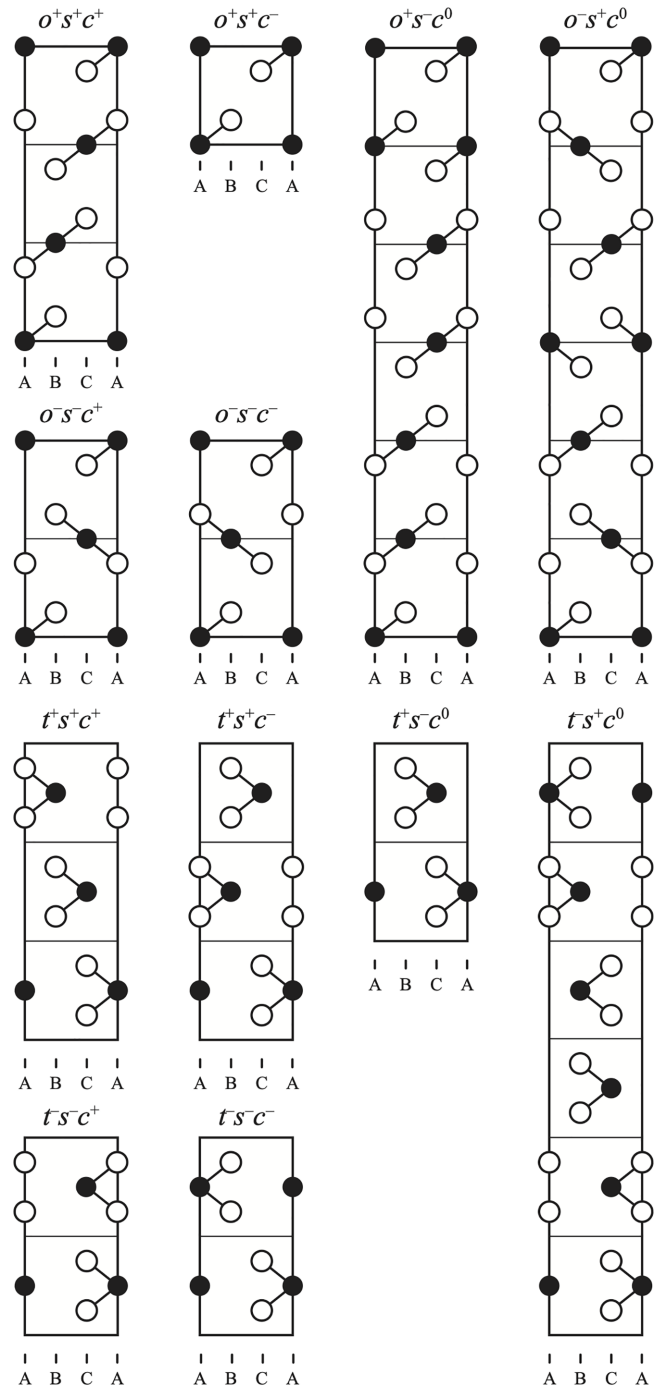 o⁺s⁺c⁺ o⁺s⁺c⁻ o⁺s⁻c⁰ o⁻s⁺c⁰
A B C A
A B C A
o⁻s⁻c⁺ o⁻s⁻c⁻
A B C A A B C A A B C A A B C A
t⁺s⁺c⁺ t⁺s⁺c⁻ t⁺s⁻c⁰ t⁻s⁺c⁰
A B C A
A B C A A B C A
t⁻s⁻c⁺ t⁻s⁻c⁻
A B C A A B C A A B C A